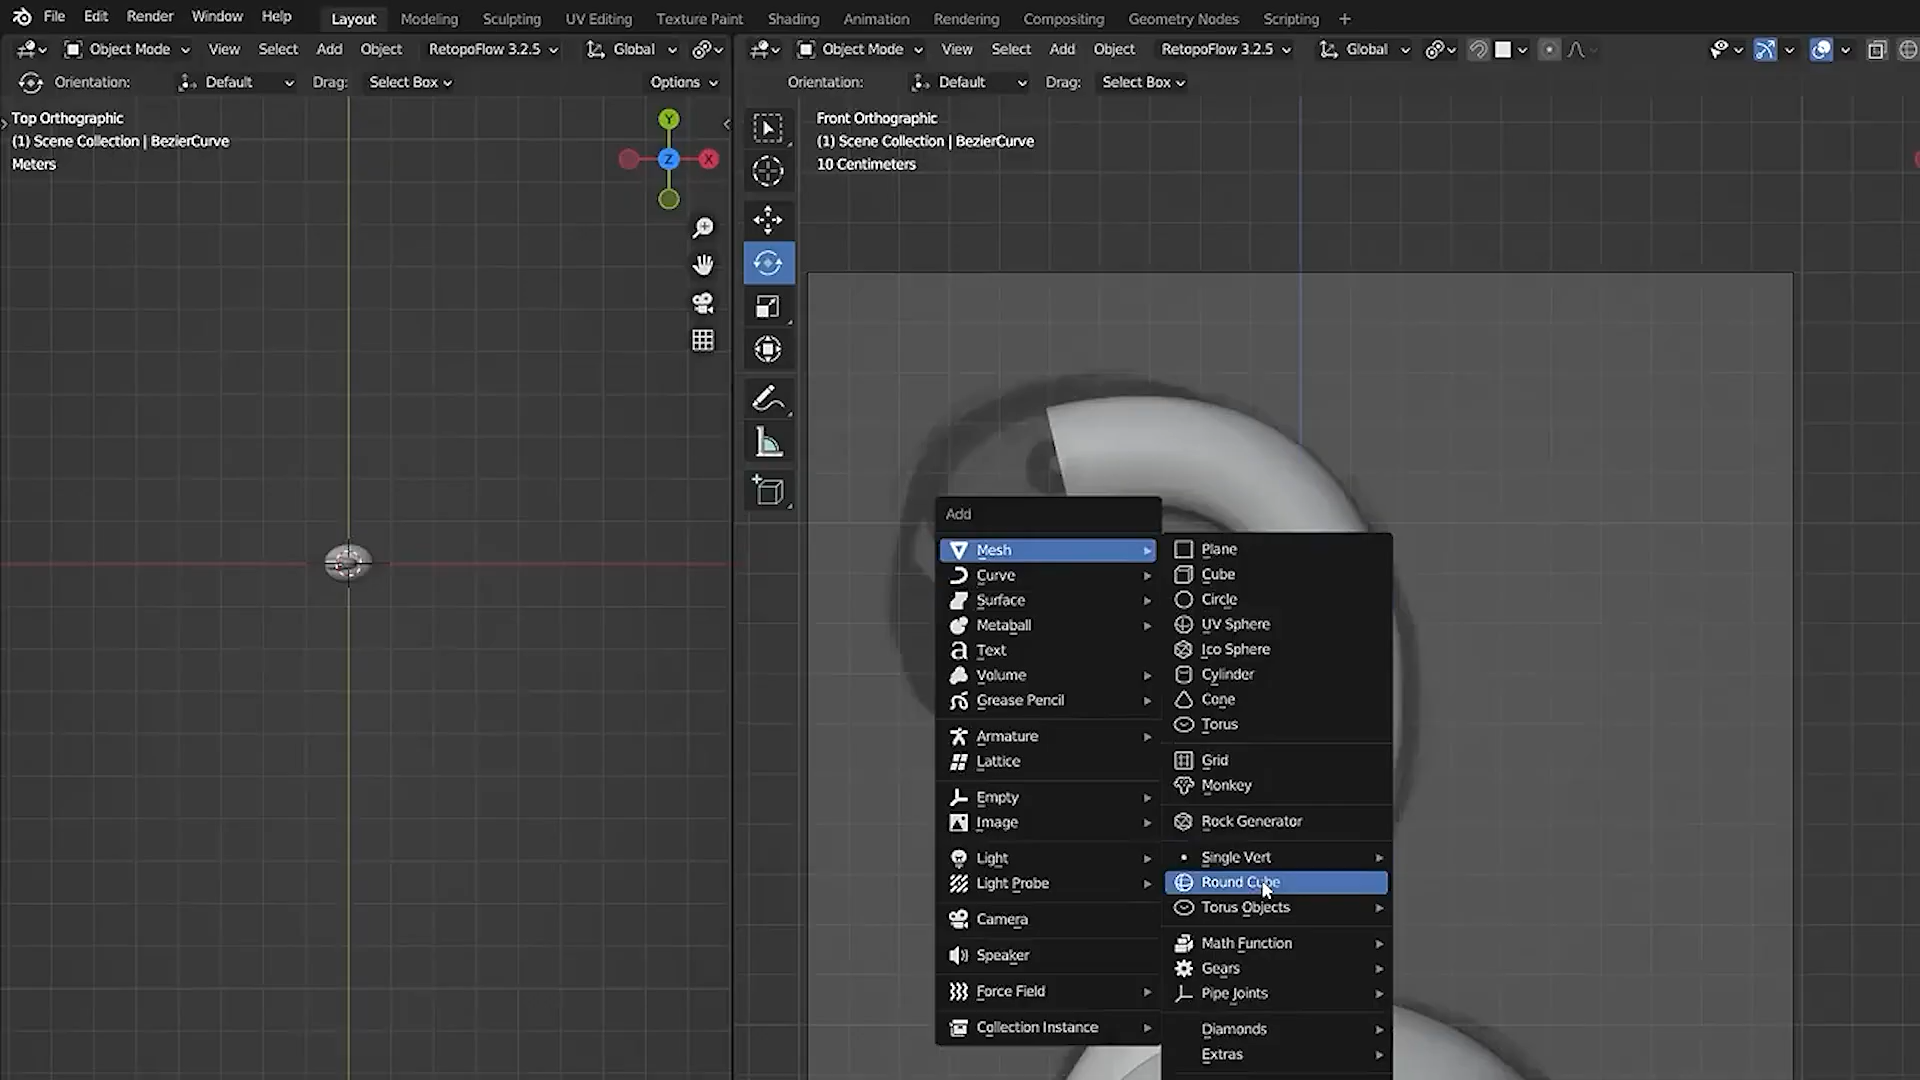 File Edit Render Window Help Layout Modeling Sculpting UV Editing Texture Paint Shading Animation Rendering Compositing Geometry Nodes Scripting +
Object Mode View Select Add Object RetopoFlow 3.2.5 Global
Object Mode View Select Add Object RetopoFlow 3.2.5 Global
Orientation: Default Drag: Select Box Options
Orientation: Default Drag: Select Box
Top Orthographic
(1) Scene Collection | BezierCurve
Meters
Y
Z
X
Front Orthographic
(1) Scene Collection | BezierCurve
10 Centimeters
Add
Mesh
Curve
Surface
Metaball
Text
Volume
Grease Pencil
Armature
Lattice
Empty
Image
Light
Light Probe
Camera
Speaker
Force Field
Collection Instance
Plane
Cube
Circle
UV Sphere
Ico Sphere
Cylinder
Cone
Torus
Grid
Monkey
Rock Generator
Single Vert
Round Cube
Torus Objects
Math Function
Gears
Pipe Joints
Diamonds
Extras